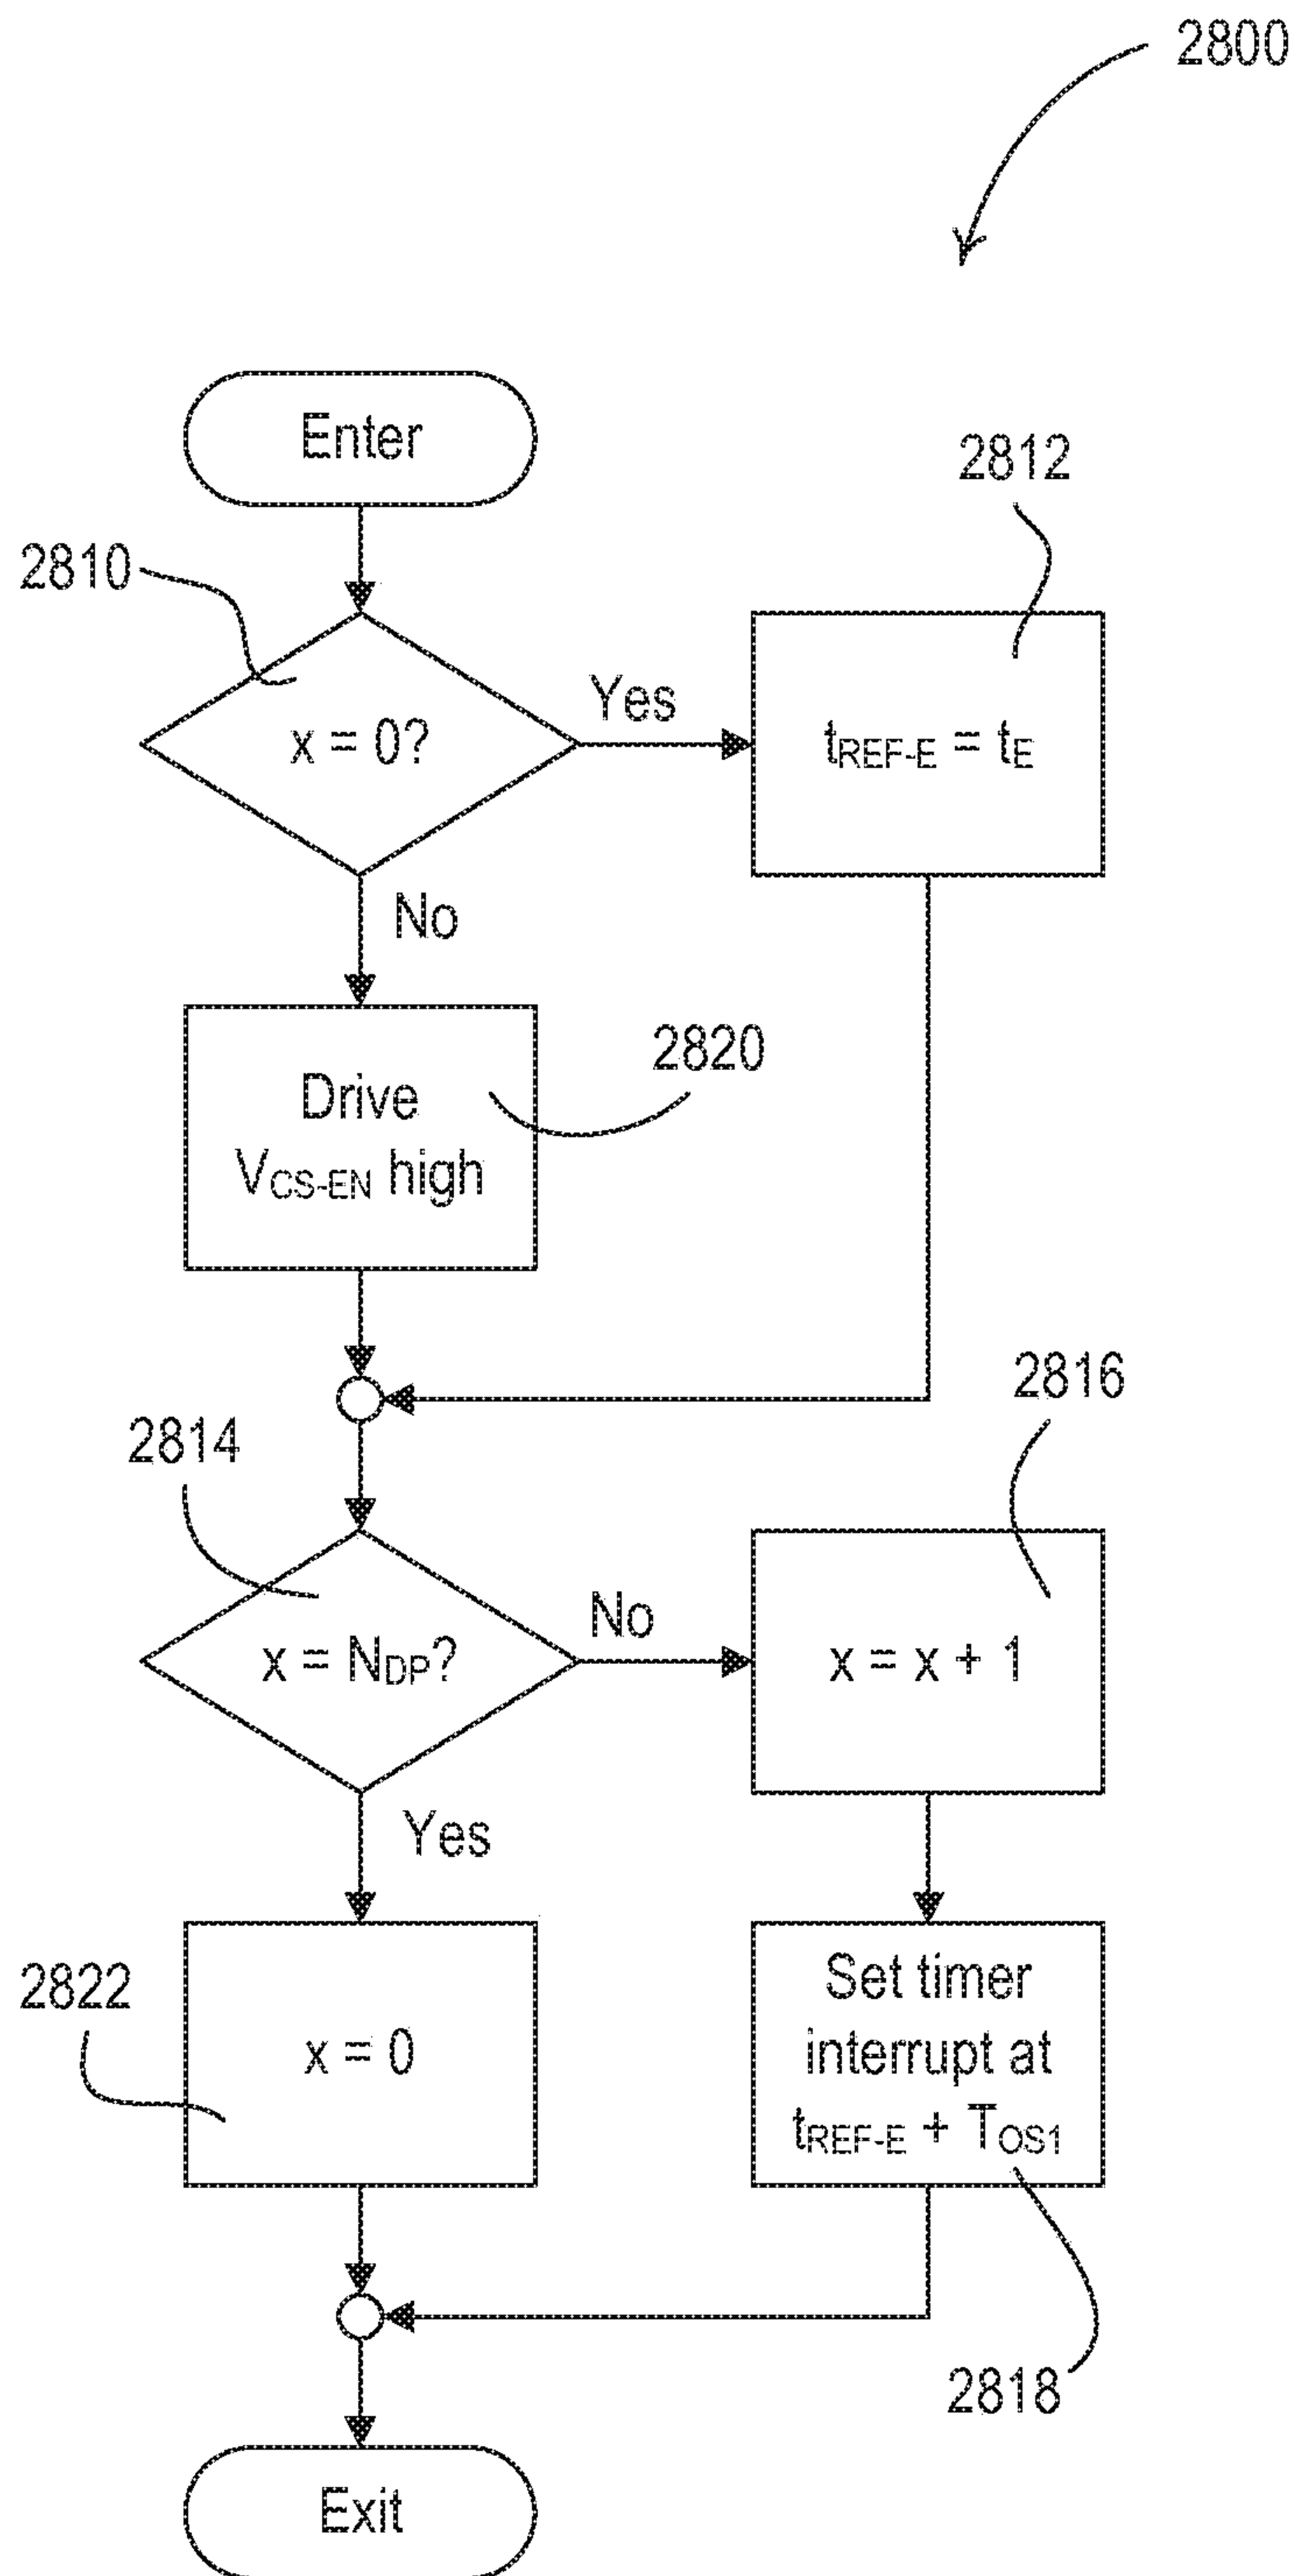 2800
Enter
2812
2810
x = 0?
Yes
tREF-E = tE
No
2820
Drive
VCS-EN high
2816
2814
x = NDP?
No
x = x + 1
Yes
2822
x = 0
Set timer
interrupt at
tREF-E + TOS1
2818
Exit